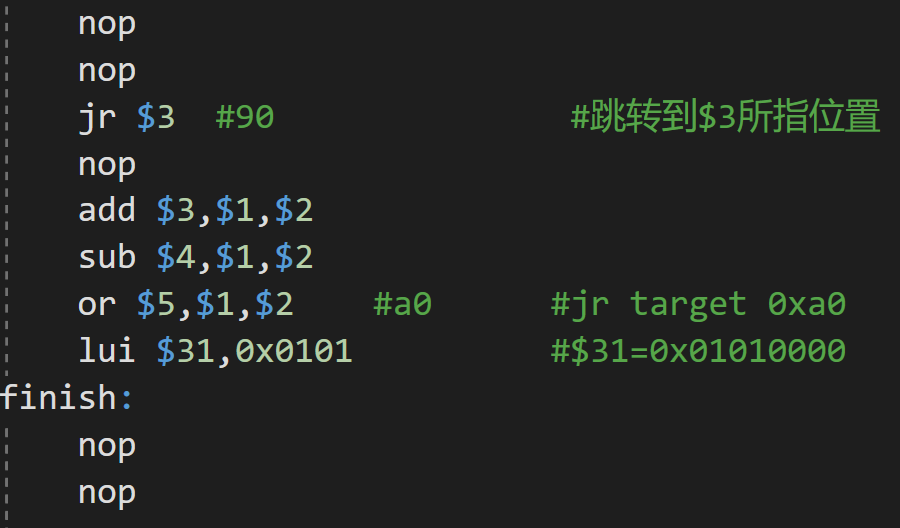 nop
nop
jr $3  #90               #跳转到$3所指位置
nop
add $3,$1,$2
sub $4,$1,$2
or $5,$1,$2    #a0      #jr target 0xa0
lui $31,0x0101          #$31=0x01010000
finish:
nop
nop